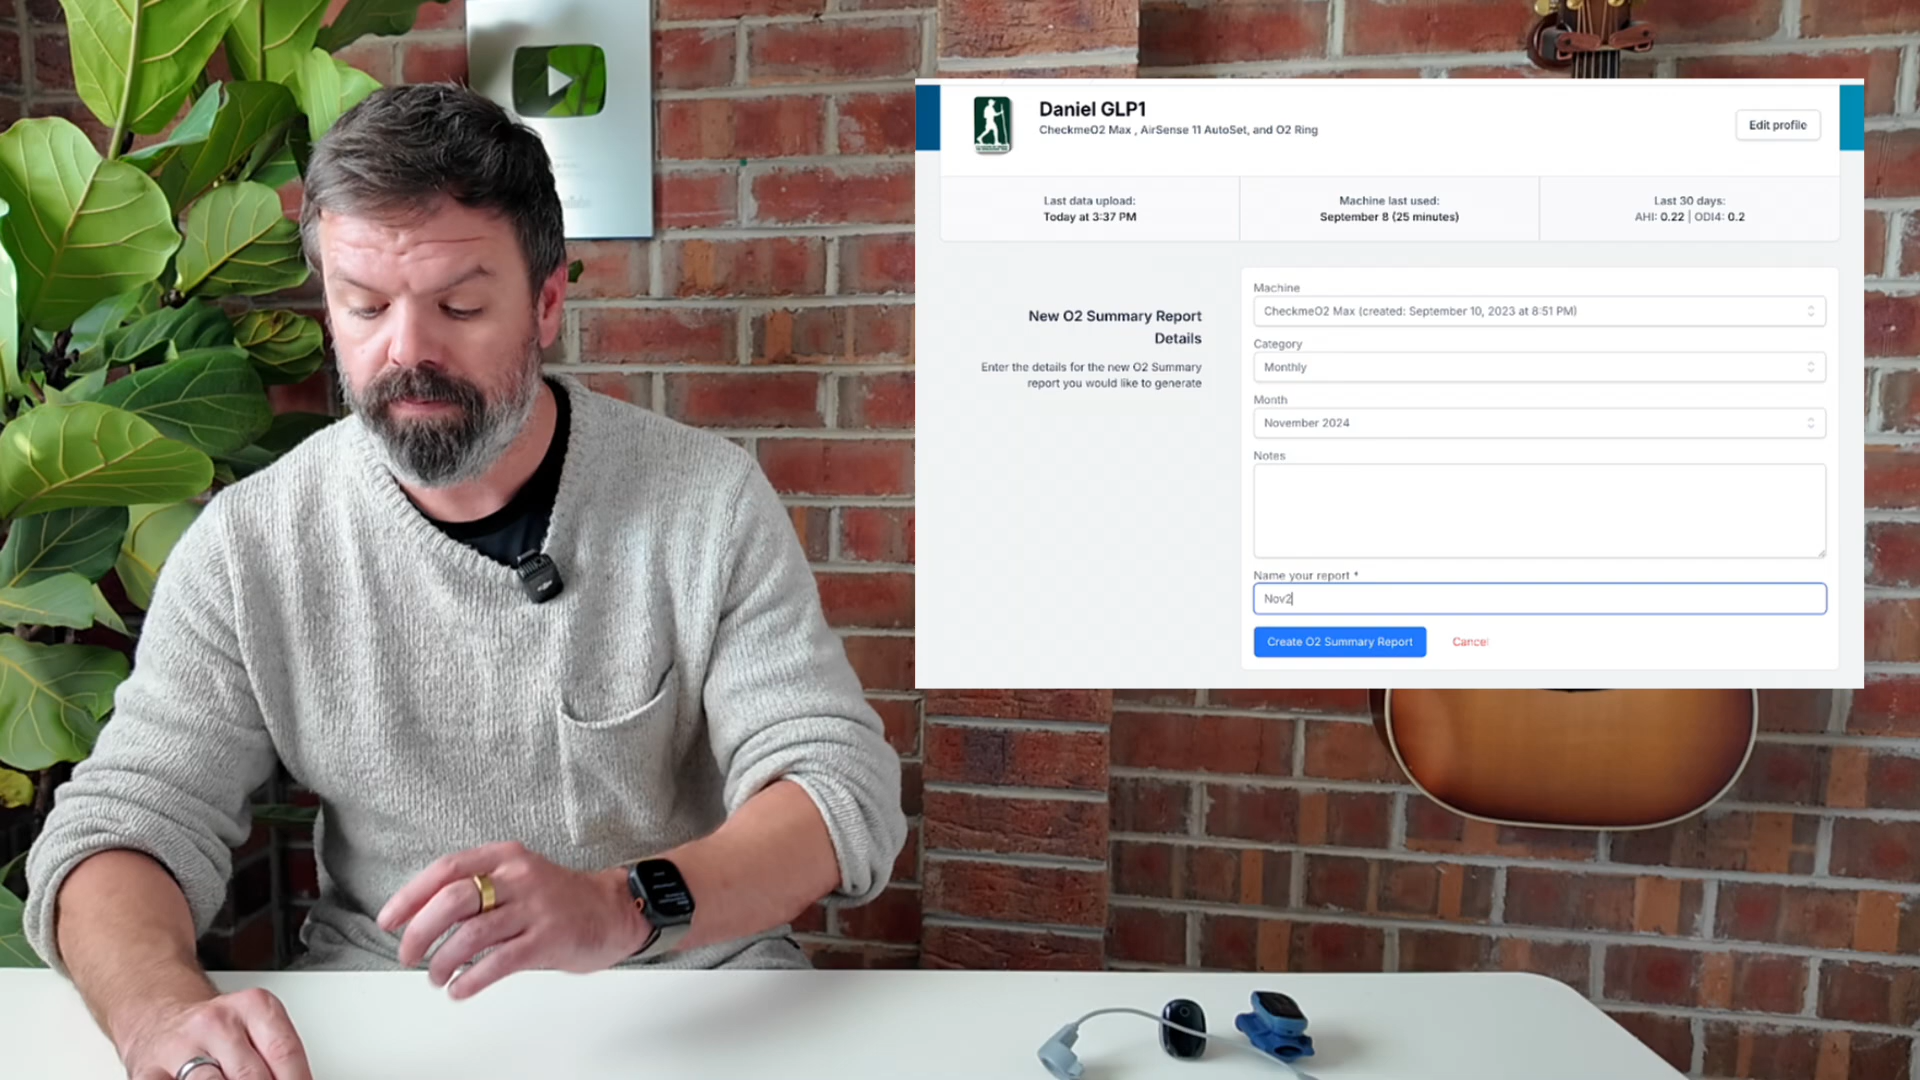 Daniel GLP1
CheckmeO2 Max , AirSense 11 AutoSet, and O2 Ring
Edit profile
Last data upload:
Today at 3:37 PM
Machine last used:
September 8 (25 minutes)
Last 30 days:
AHI: 0.22 | ODI4: 0.2
New O2 Summary Report
Details
Enter the details for the new O2 Summary
report you would like to generate
Machine
CheckmeO2 Max (created: September 10, 2023 at 8:51 PM)
Category
Monthly
Month
November 2024
Notes
Name your report *
Nov2
Create O2 Summary Report
Cancel